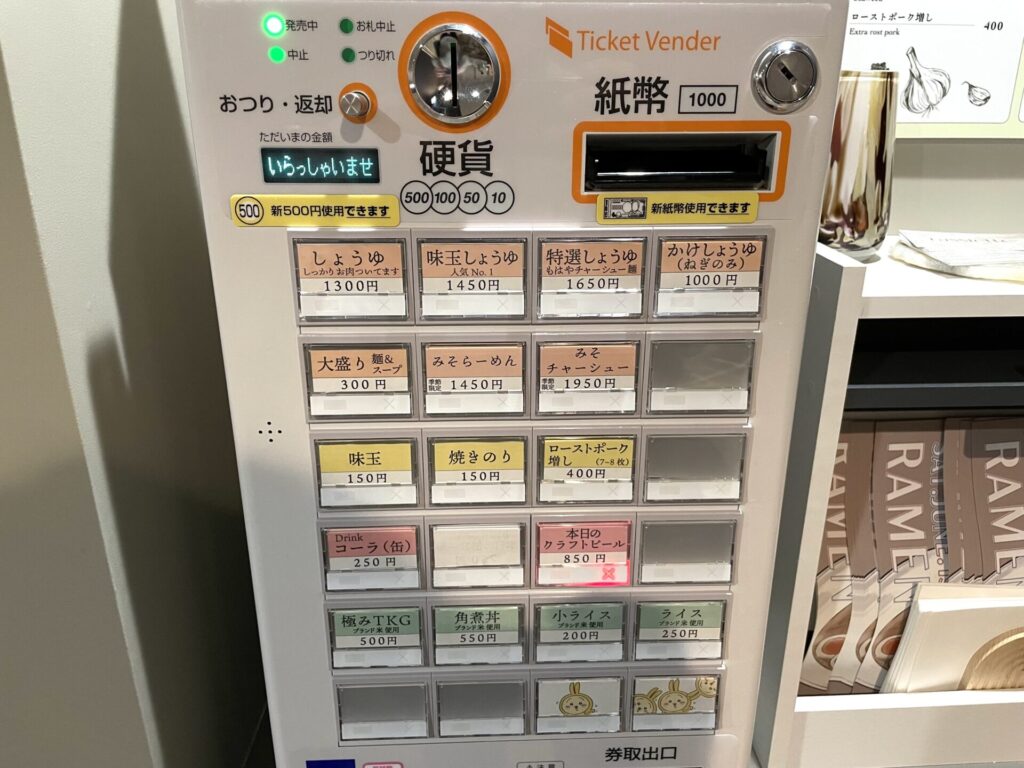 発売中
お札中止
中止
つり切れ
おつり・返却
ただいまの金額
いらっしゃいませ
500 新500円使用できます
硬貨
500 100 50 10
Ticket Vender
紙幣 1000
新紙幣使用できます
ローストポーク増し 400
Extra rost pork
しょうゆ
しっかりお肉ついてます
1300円
味玉しょうゆ
人気No.1
1450円
特選しょうゆ
もはやチャーシュー麺
1650円
かけしょうゆ
(ねぎのみ)
1000円
大盛り 麺&スープ
300円
みそらーめん
季節限定 1450円
みそ
チャーシュー
季節限定 1950円
味玉
150円
焼きのり
150円
ローストポーク
増し (7~8枚)
400円
Drink
コーラ(缶)
250円
本日の
クラフトビール
850円
極みTKG
ブランド米 使用
500円
角煮丼
ブランド米 使用
550円
小ライス
ブランド米 使用
200円
ライス
ブランド米 使用
250円
券取出口
RAMEN
RAMEN
RAMEN